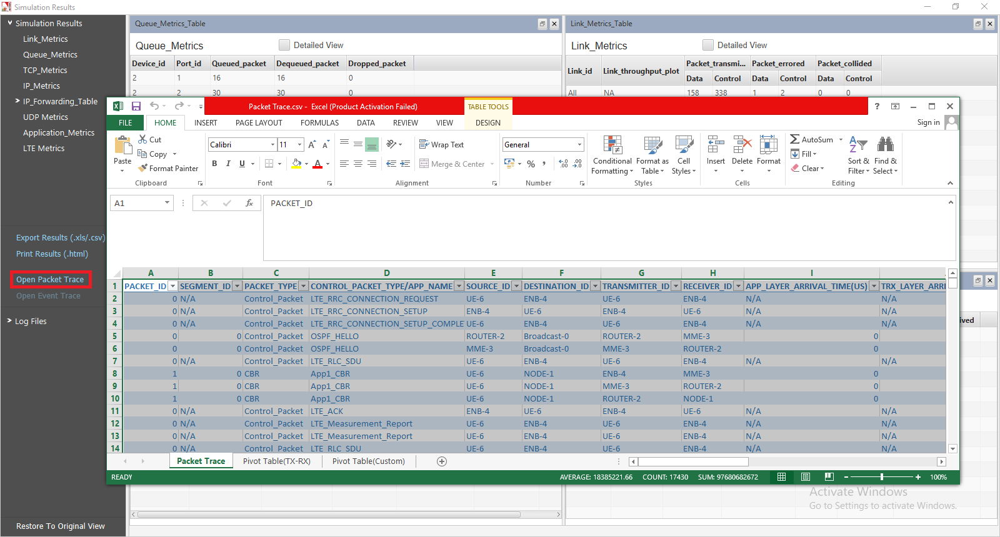 Simulation Results
Simulation Results
Link_Metrics
Queue_Metrics
TCP_Metrics
IP_Metrics
IP_Forwarding_Table
UDP Metrics
Application_Metrics
LTE Metrics
Export Results (.xls/.csv)
Print Results (.html)
Open Packet Trace
Open Event Trace
Log Files
Restore To Original View
Queue_Metrics_Table
Queue_Metrics Detailed View
Device_id Port_id Queued_packet Dequeued_packet Dropped_packet
2 1 16 16 0
2 2 30 30 0
Link_Metrics_Table
Link_Metrics Detailed View
Link_id Link_throughput_plot Packet_transmi... Packet_errored Packet_collided
Data Control Data Control Data Control
All NA 158 338 1 2 0 0
Packet Trace.csv - Excel (Product Activation Failed)
TABLE TOOLS
FILE HOME INSERT PAGE LAYOUT FORMULAS DATA REVIEW VIEW DESIGN
Sign in
Paste
Cut
Copy
Format Painter
Clipboard
Calibri 11
B I U
Font
Wrap Text
Merge & Center
Alignment
General
%
Number
Conditional Formatting
Format as Table
Cell Styles
Styles
Insert
Delete
Format
Cells
AutoSum
Fill
Clear
Sort & Filter
Find & Select
Editing
A1 fx PACKET_ID
A B C D E F G H I
1 PACKET_ID SEGMENT_ID PACKET_TYPE CONTROL_PACKET_TYPE/APP_NAME SOURCE_ID DESTINATION_ID TRANSMITTER_ID RECEIVER_ID APP_LAYER_ARRIVAL_TIME(US) TRX_LAYER_ARRI
2 0 N/A Control_Packet LTE_RRC_CONNECTION_REQUEST UE-6 ENB-4 UE-6 ENB-4 N/A N/A
3 0 N/A Control_Packet LTE_RRC_CONNECTION_SETUP ENB-4 UE-6 ENB-4 UE-6 N/A N/A
4 0 N/A Control_Packet LTE_RRC_CONNECTION_SETUP_COMPLE UE-6 ENB-4 UE-6 ENB-4 N/A N/A
5 0 0 Control_Packet OSPF_HELLO ROUTER-2 Broadcast-0 ROUTER-2 MME-3 0
6 0 0 Control_Packet OSPF_HELLO MME-3 Broadcast-0 MME-3 ROUTER-2 0
7 0 N/A Control_Packet LTE_RLC_SDU UE-6 ENB-4 UE-6 ENB-4 N/A N/A
8 1 0 CBR App1_CBR UE-6 NODE-1 ENB-4 MME-3 0
9 1 0 CBR App1_CBR UE-6 NODE-1 MME-3 ROUTER-2 0
10 1 0 CBR App1_CBR UE-6 NODE-1 ROUTER-2 NODE-1 0
11 0 N/A Control_Packet LTE_ACK ENB-4 UE-6 ENB-4 UE-6 N/A N/A
12 0 N/A Control_Packet LTE_Measurement_Report UE-6 ENB-4 UE-6 ENB-4 N/A N/A
13 0 N/A Control_Packet LTE_Measurement_Report UE-6 ENB-4 UE-6 ENB-4 N/A N/A
14 0 N/A Control_Packet LTE_RLC_SDU UE-6 ENB-4 UE-6 ENB-4 N/A N/A
Packet Trace Pivot Table(TX-RX) Pivot Table(Custom)
READY AVERAGE: 18385221.66 COUNT: 17430 SUM: 97680682672 100%
ived
Activate Windows
Go to Settings to activate Windows.